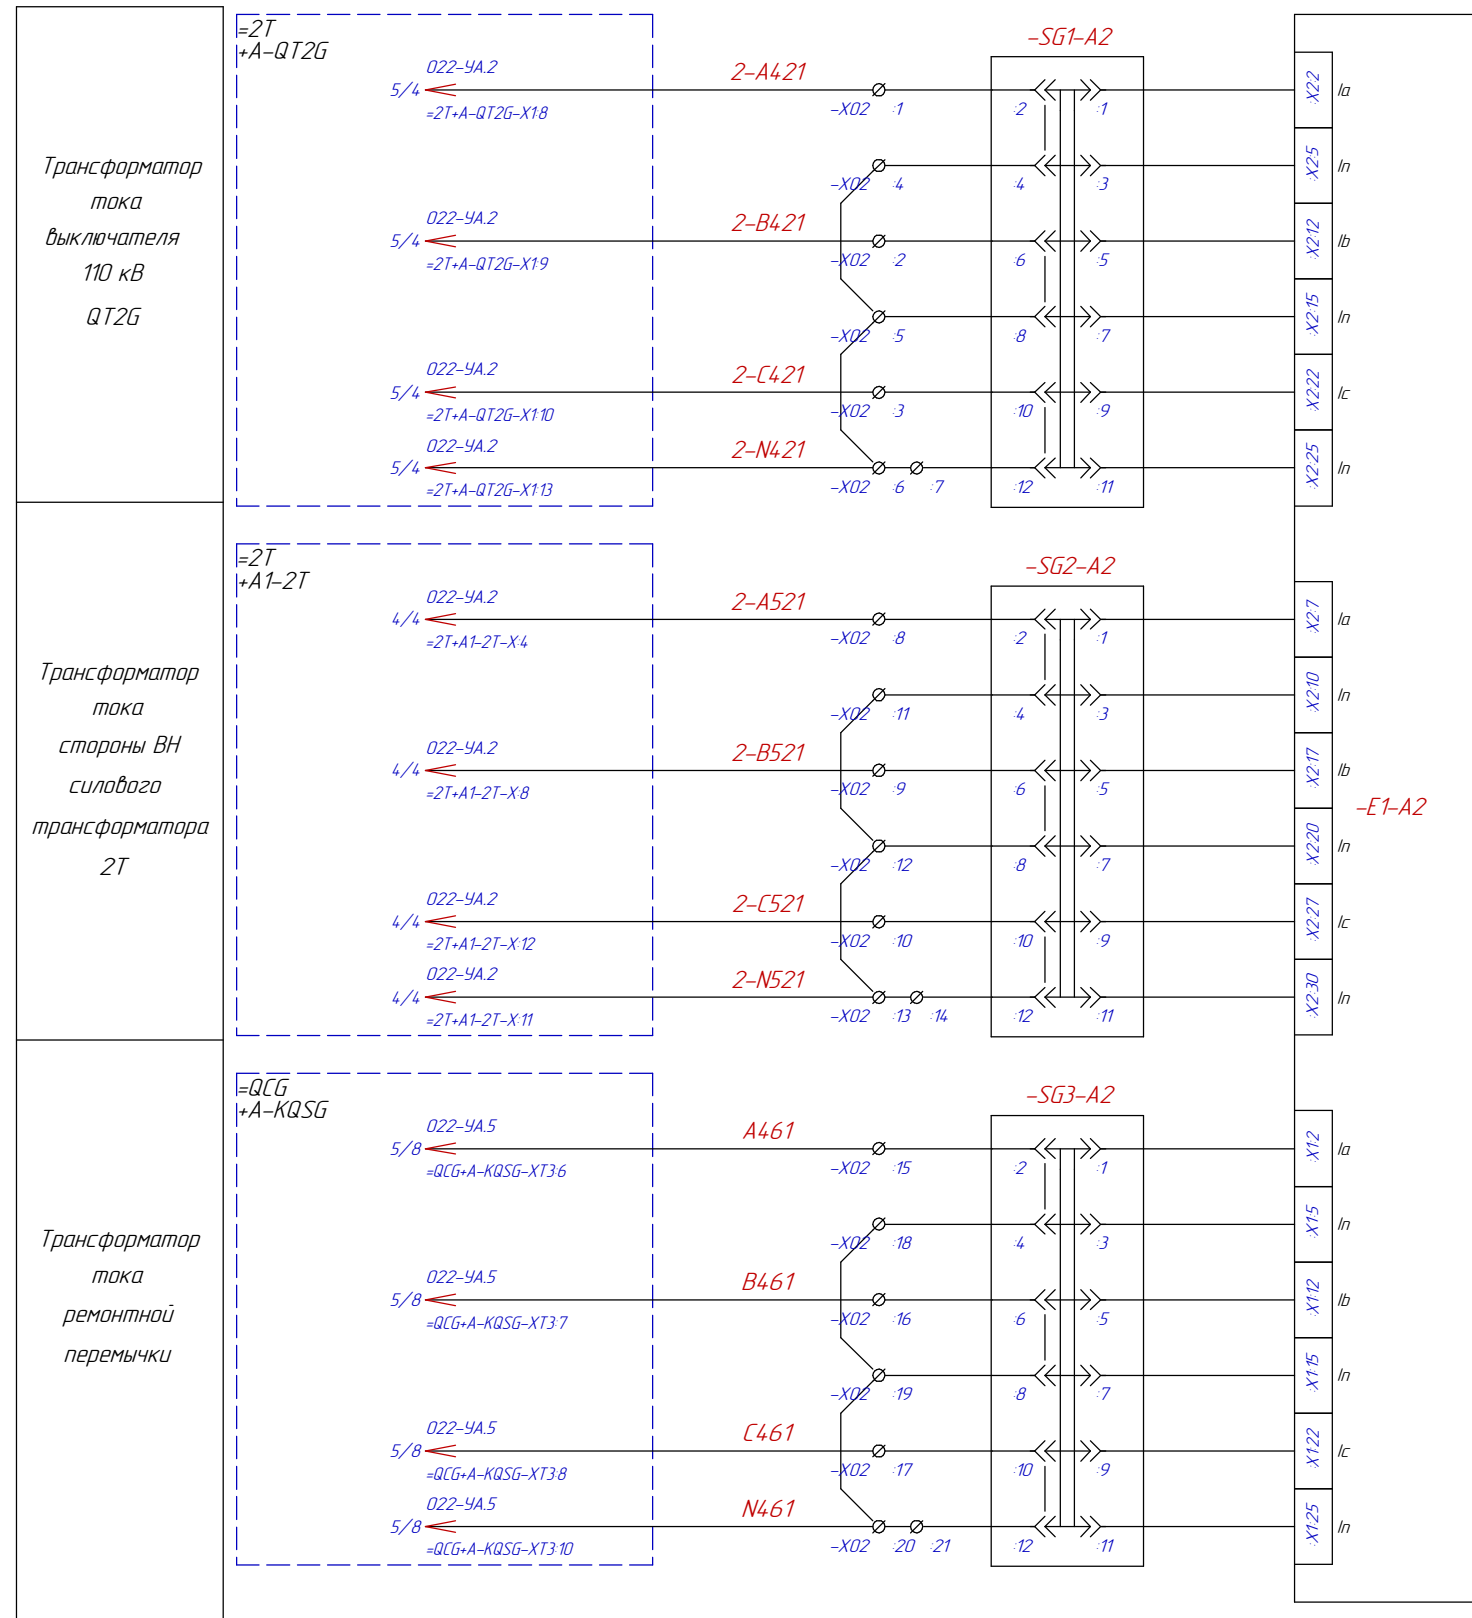 Трансформатор
тока
выключателя
110 кВ
QT2G
=2T
+A-QT2G
-SG1-A2
022-УА.2
5/4
=2T+A-QT2G-X1:8
2-A421
-X02 :1
:2 :1
:X2:2 Ia
-X02 :4
:4 :3
:X2:5 In
022-УА.2
5/4
=2T+A-QT2G-X1:9
2-B421
-X02 :2
:6 :5
:X2:12 Ib
-X02 :5
:8 :7
:X2:15 In
022-УА.2
5/4
=2T+A-QT2G-X1:10
2-C421
-X02 :3
:10 :9
:X2:22 Ic
022-УА.2
5/4
=2T+A-QT2G-X1:13
2-N421
-X02 :6 :7
:12 :11
:X2:25 In
Трансформатор
тока
стороны ВН
силового
трансформатора
2Т
=2T
+A1-2T
-SG2-A2
022-УА.2
4/4
=2T+A1-2T-X:4
2-A521
-X02 :8
:2 :1
:X2:7 Ia
-X02 :11
:4 :3
:X2:10 In
022-УА.2
4/4
=2T+A1-2T-X:8
2-B521
-X02 :9
:6 :5
:X2:17 Ib
-E1-A2
-X02 :12
:8 :7
:X2:20 In
022-УА.2
4/4
=2T+A1-2T-X:12
2-C521
-X02 :10
:10 :9
:X2:27 Ic
022-УА.2
4/4
=2T+A1-2T-X:11
2-N521
-X02 :13 :14
:12 :11
:X2:30 In
Трансформатор
тока
ремонтной
перемычки
=QCG
+A-KQSG
-SG3-A2
022-УА.5
5/8
=QCG+A-KQSG-XT3:6
A461
-X02 :15
:2 :1
:X1:2 Ia
-X02 :18
:4 :3
:X1:5 In
022-УА.5
5/8
=QCG+A-KQSG-XT3:7
B461
-X02 :16
:6 :5
:X1:12 Ib
-X02 :19
:8 :7
:X1:15 In
022-УА.5
5/8
=QCG+A-KQSG-XT3:8
C461
-X02 :17
:10 :9
:X1:22 Ic
022-УА.5
5/8
=QCG+A-KQSG-XT3:10
N461
-X02 :20 :21
:12 :11
:X1:25 In